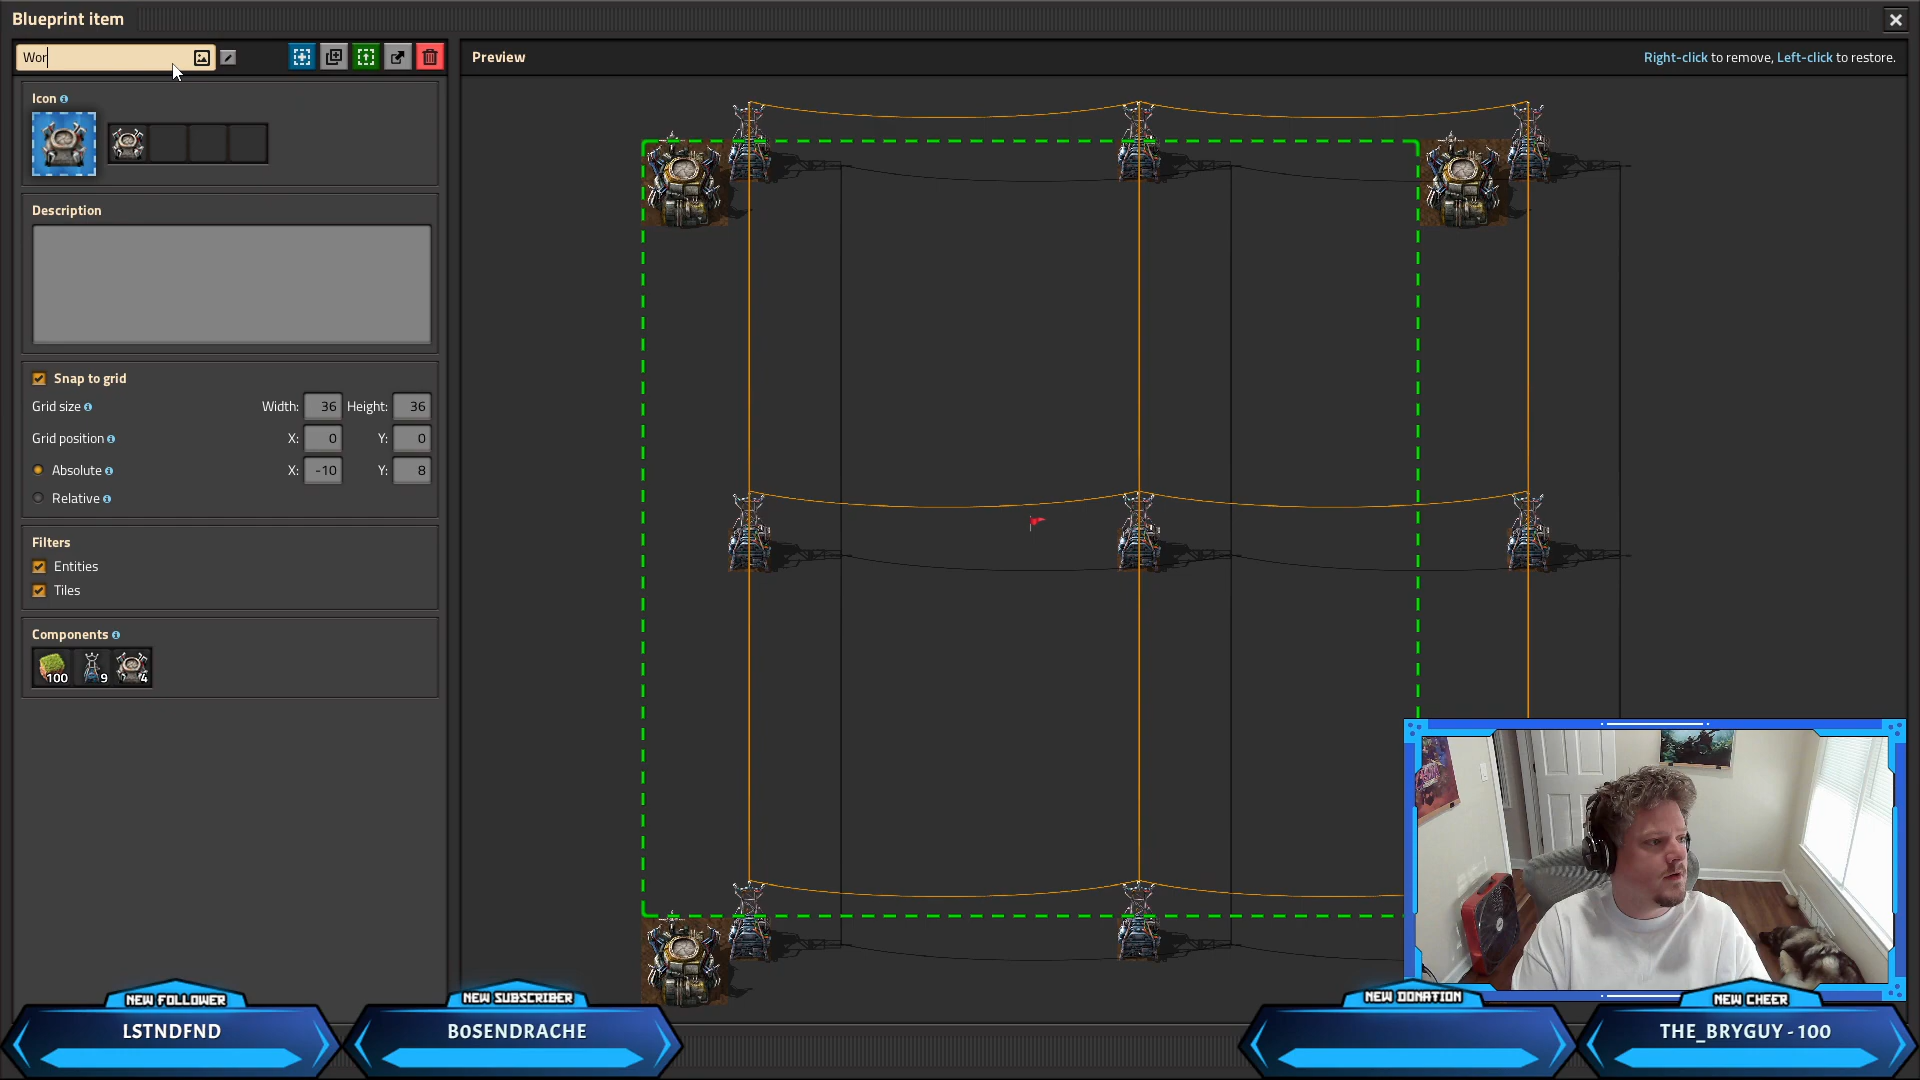 Blueprint item
Wor
Preview
Right-click to remove, Left-click to restore.
Icon
Description
Snap to grid
Grid size Width: 36 Height: 36
Grid position X: 0 Y: 0
Absolute X: -10 Y: 8
Relative
Filters
Entities
Tiles
Components
100 9 4
NEW FOLLOWER
LSTNDFND
NEW SUBSCRIBER
B0SENDRACHE
NEW DONATION
NEW CHEER
THE_BRYGUY - 100